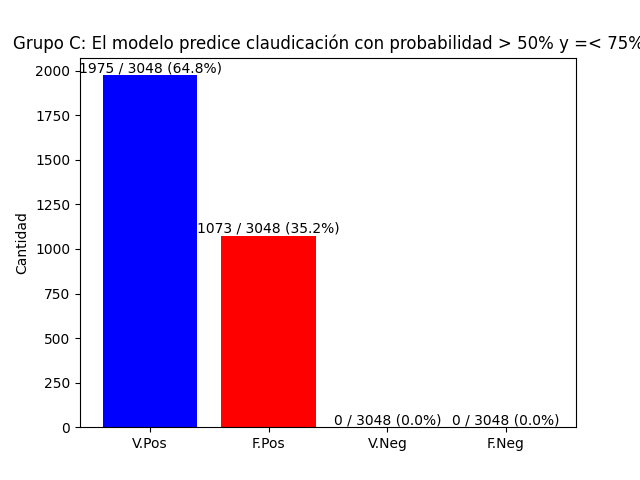 Grupo C: El modelo predice claudicación con probabilidad > 50% y =< 75%
2000
1750
1500
1250
1000
750
500
250
0
Cantidad
1975 / 3048 (64.8%)
1073 / 3048 (35.2%)
0 / 3048 (0.0%)
0 / 3048 (0.0%)
V.Pos
F.Pos
V.Neg
F.Neg